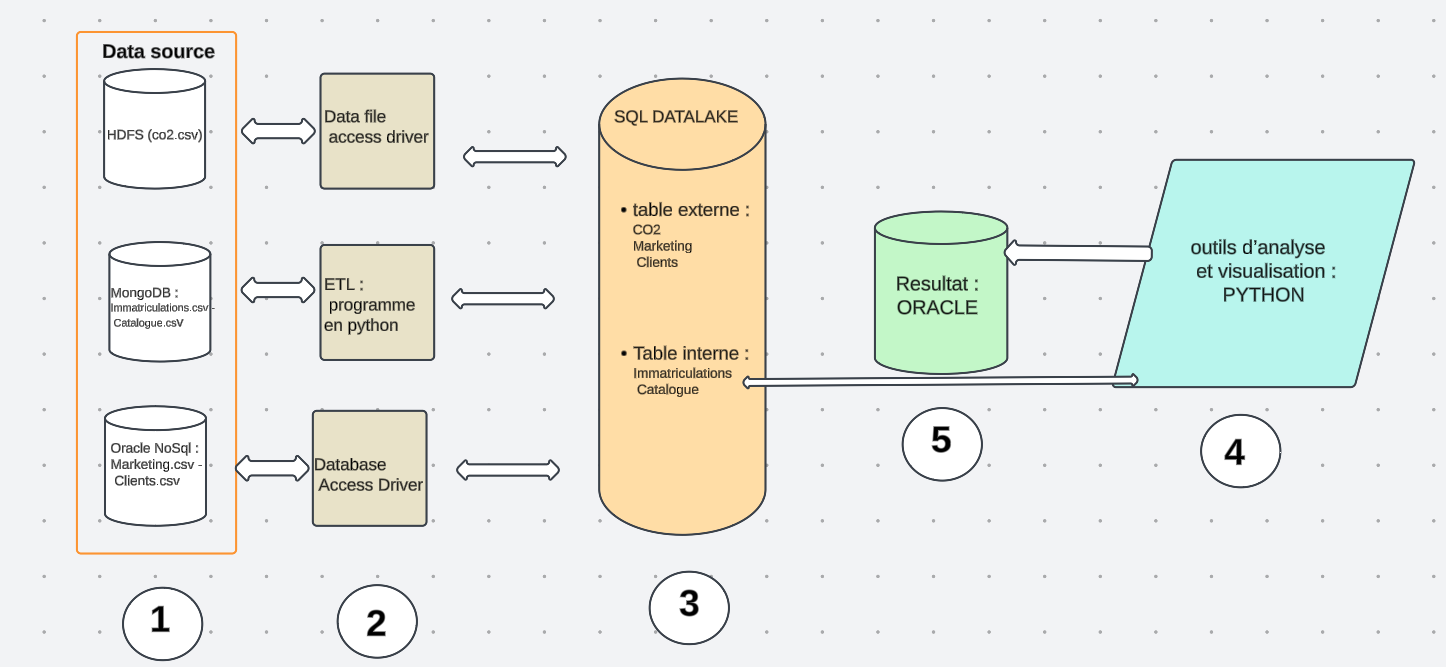 Data source
HDFS (co2.csv)
MongoDB :
Immatriculations.csv -
Catalogue.csV
Oracle NoSql :
Marketing.csv -
Clients.csv
1
Data file
access driver
ETL :
programme
en python
Database
Access Driver
2
SQL DATALAKE
• table externe :
CO2
Marketing
Clients
• Table interne :
Immatriculations
Catalogue
3
Resultat :
ORACLE
5
outils d’analyse
et visualisation :
PYTHON
4